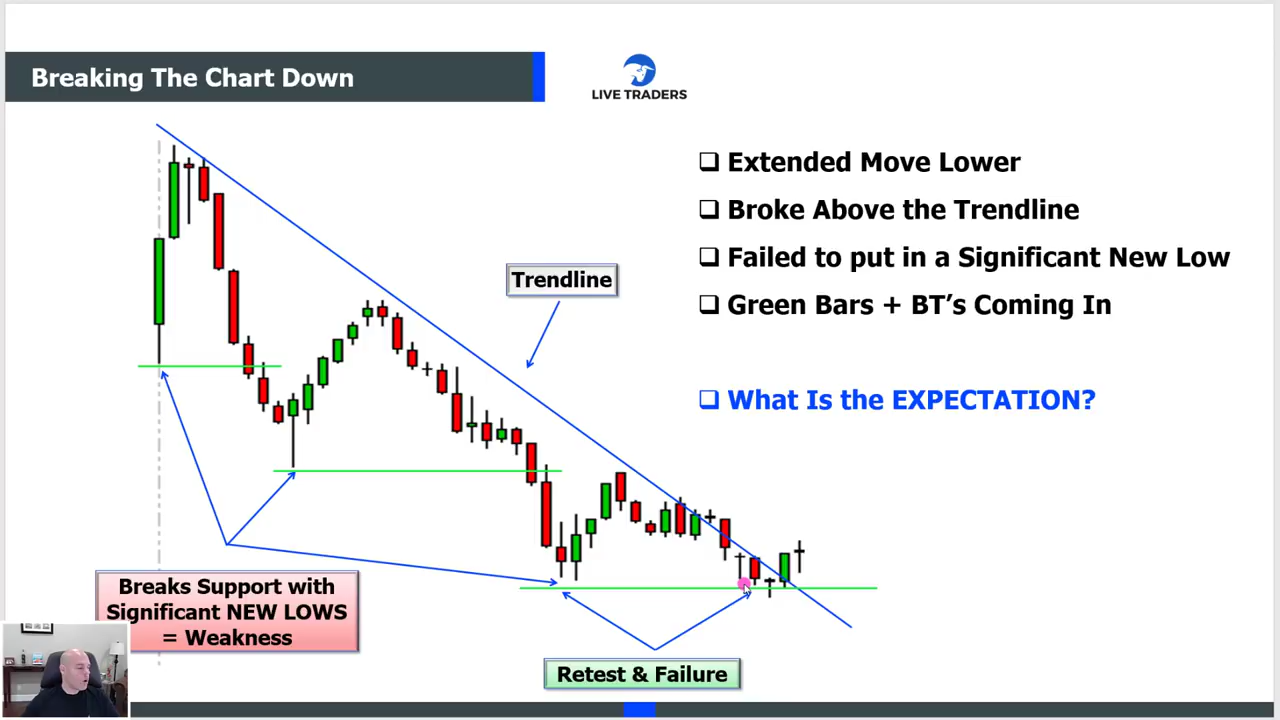 Breaking The Chart Down
LIVE TRADERS
Extended Move Lower
Broke Above the Trendline
Failed to put in a Significant New Low
Green Bars + BT's Coming In
What Is the EXPECTATION?
Trendline
Breaks Support with
Significant NEW LOWS
= Weakness
Retest & Failure